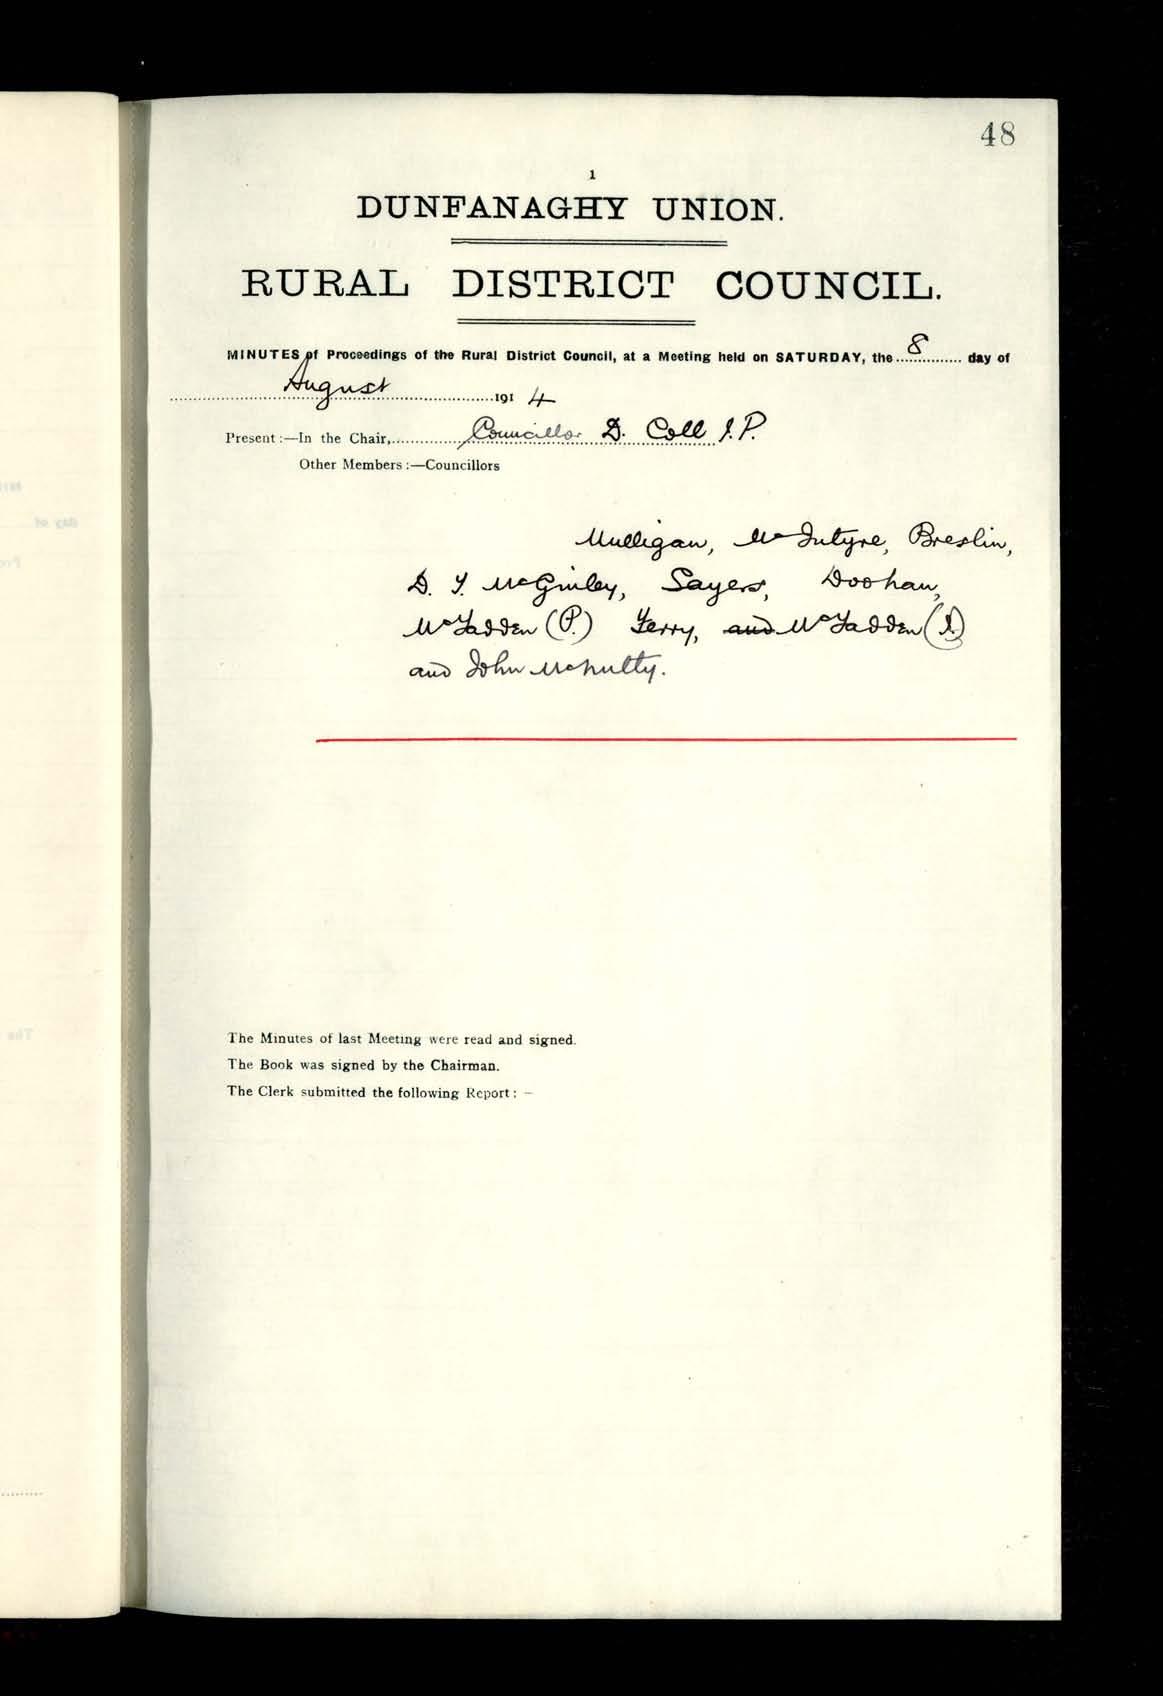 48
1
DUNFANAGHY UNION.
RURAL DISTRICT COUNCIL.
MINUTES of Proceedings of the Rural District Council, at a Meeting held on SATURDAY, the 8 day of
August 1914
Present :—In the Chair, Councillor D. Coll J.P.
Other Members :—Councillors
Mulligan, McIntyre, Breslin,
D. F. McGinley, Sayers, Doohan,
McFadden (P.) Ferry, and McFadden (J.)
and John McNulty.
The Minutes of last Meeting were read and signed.
The Book was signed by the Chairman.
The Clerk submitted the following Report : –